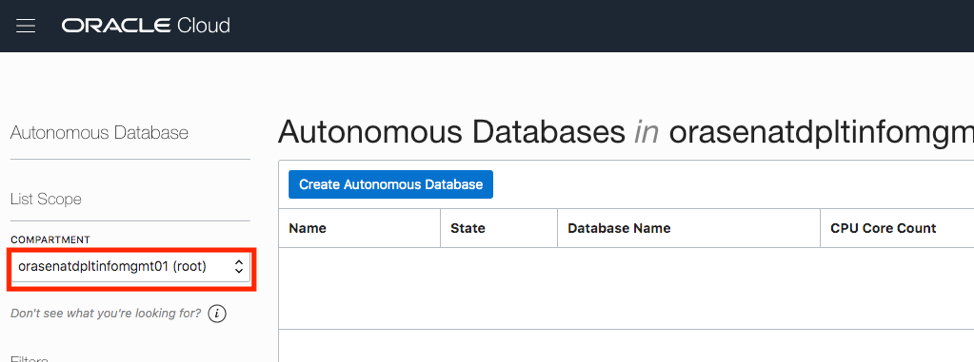 ORACLE Cloud
Autonomous Database
List Scope
COMPARTMENT
orasenatdpltinfomgmt01 (root)
Don't see what you're looking for? i
Filters
Autonomous Databases in orasenatdpltinfomgm
Create Autonomous Database
Name State Database Name CPU Core Count